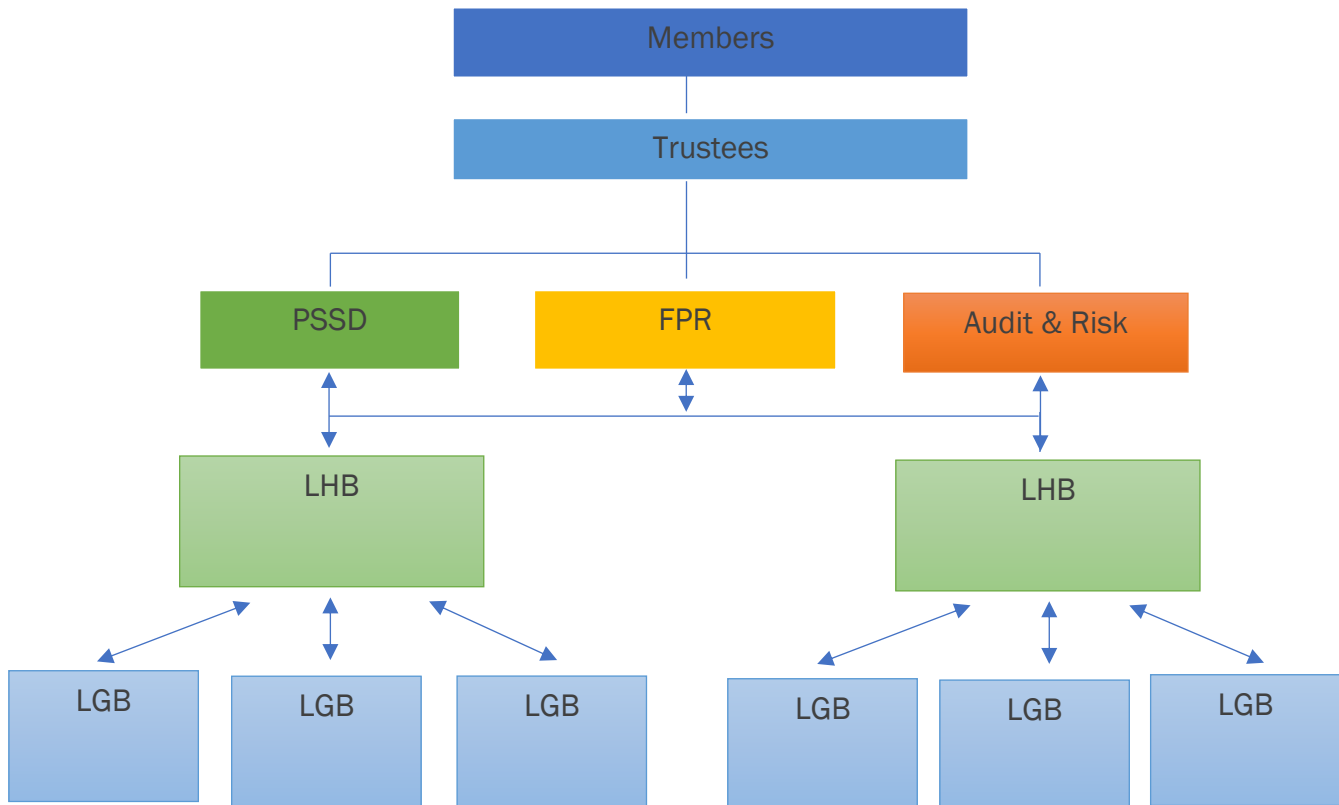 Members
Trustees
PSSD
FPR
Audit & Risk
LHB
LHB
LGB
LGB
LGB
LGB
LGB
LGB